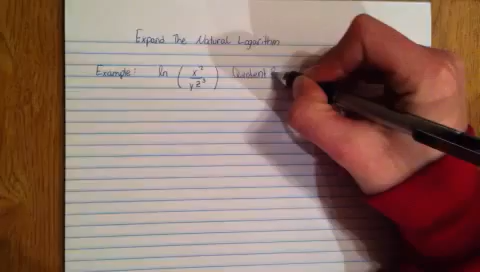 Expand The Natural Logarithm
Example: ln (x²/yz³) Quotient